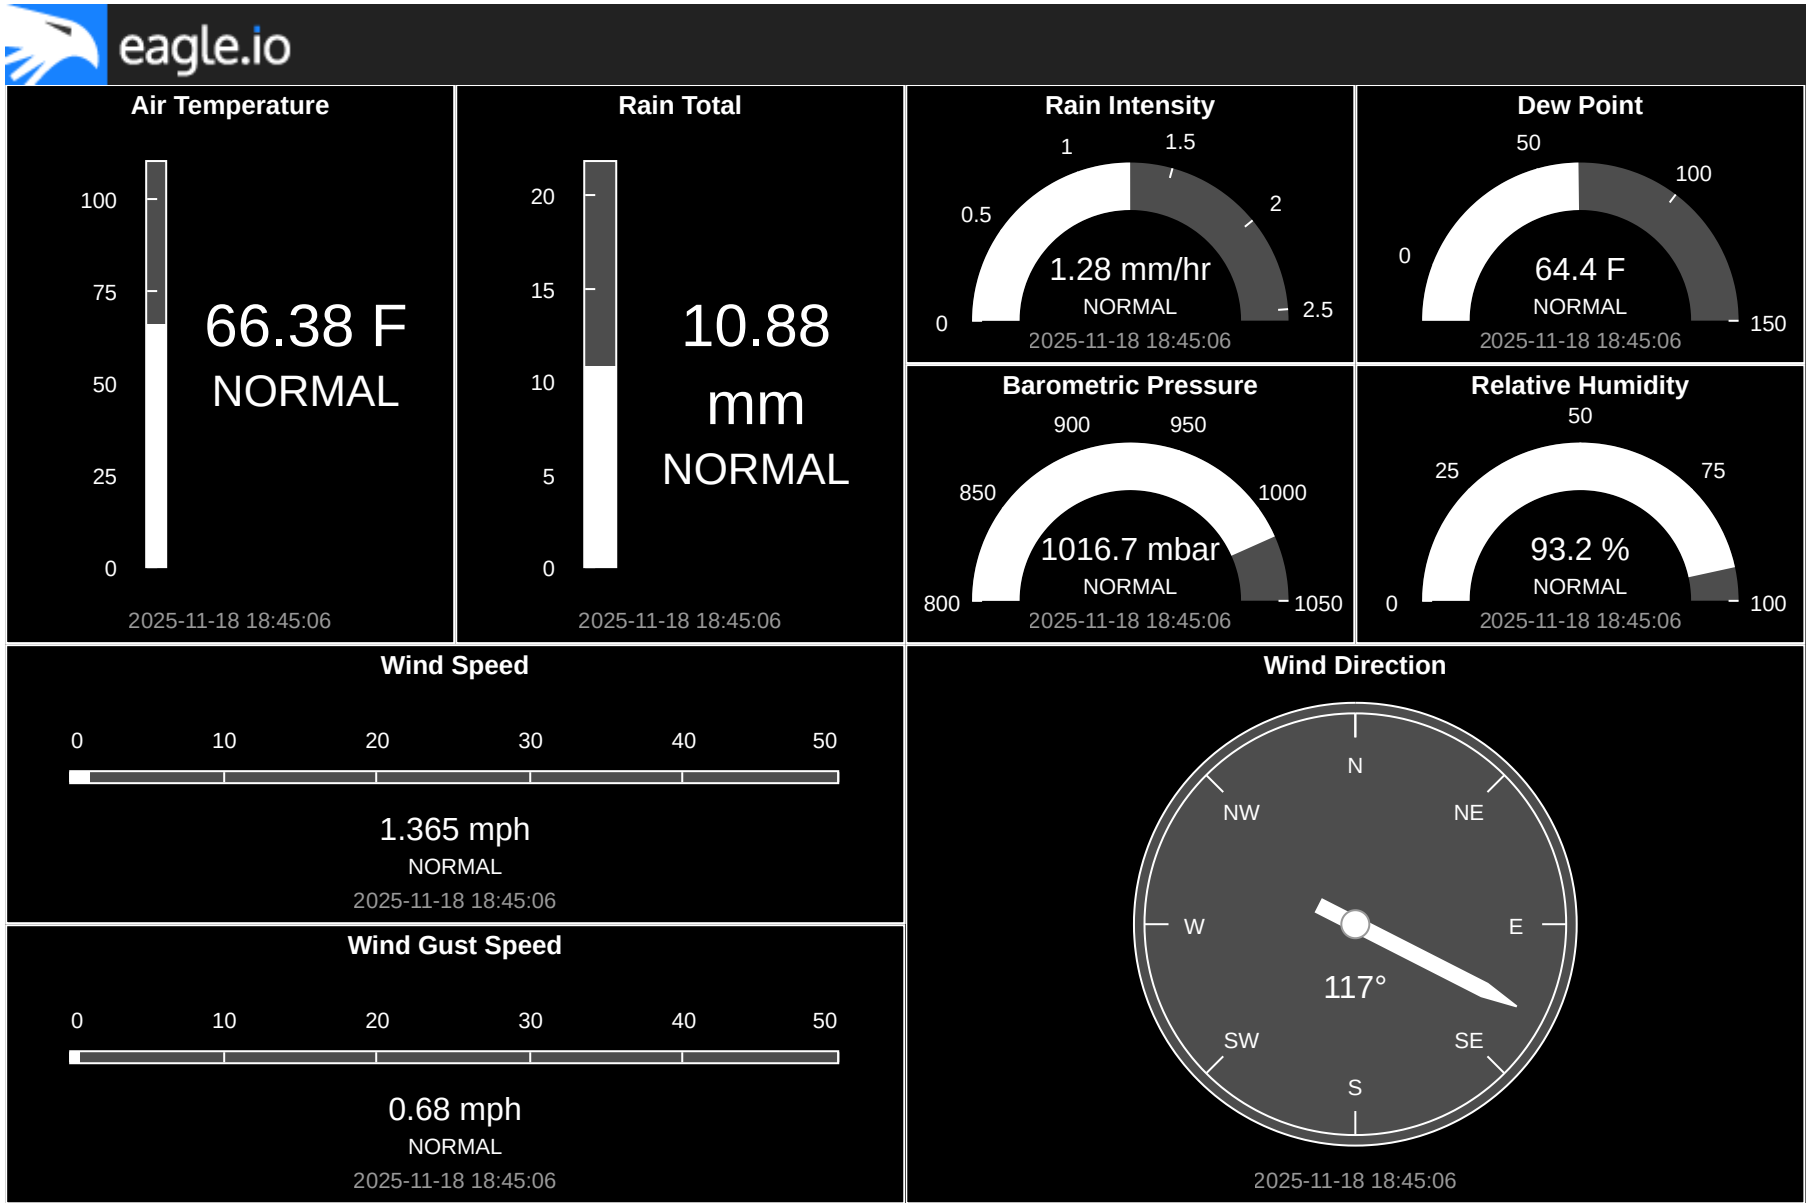 eagle.io
Air Temperature
100
75
50
25
0
66.38 F
NORMAL
2025-11-18 18:45:06
Rain Total
20
15
10
5
0
10.88
mm
NORMAL
2025-11-18 18:45:06
Rain Intensity
0
0.5
1
1.5
2
2.5
1.28 mm/hr
NORMAL
2025-11-18 18:45:06
Dew Point
0
50
100
150
64.4 F
NORMAL
2025-11-18 18:45:06
Barometric Pressure
800
850
900
950
1000
1050
1016.7 mbar
NORMAL
2025-11-18 18:45:06
Relative Humidity
0
25
50
75
100
93.2 %
NORMAL
2025-11-18 18:45:06
Wind Speed
0 10 20 30 40 50
1.365 mph
NORMAL
2025-11-18 18:45:06
Wind Gust Speed
0 10 20 30 40 50
0.68 mph
NORMAL
2025-11-18 18:45:06
Wind Direction
N
NW NE
W E
117°
SW SE
S
2025-11-18 18:45:06